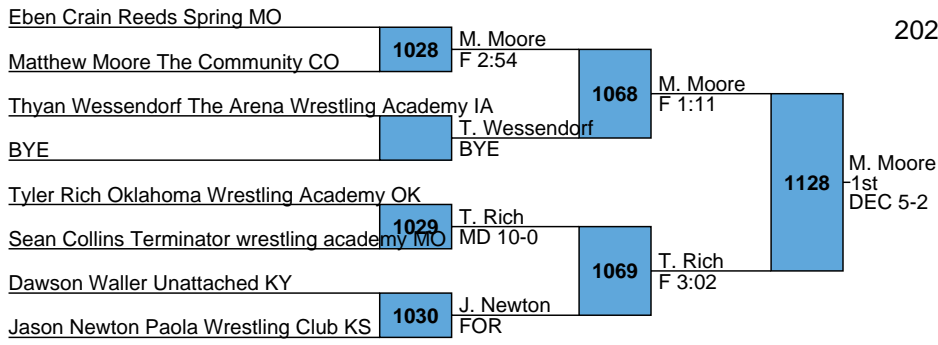 Eben Crain Reeds Spring MO
202
1028
M. Moore
F 2:54
Matthew Moore The Community CO
1068
M. Moore
F 1:11
Thyan Wessendorf The Arena Wrestling Academy IA
T. Wessendorf
BYE
BYE
1128
M. Moore
1st
DEC 5-2
Tyler Rich Oklahoma Wrestling Academy OK
1029
T. Rich
MD 10-0
Sean Collins Terminator wrestling academy MO
1069
T. Rich
F 3:02
Dawson Waller Unattached KY
1030
J. Newton
FOR
Jason Newton Paola Wrestling Club KS